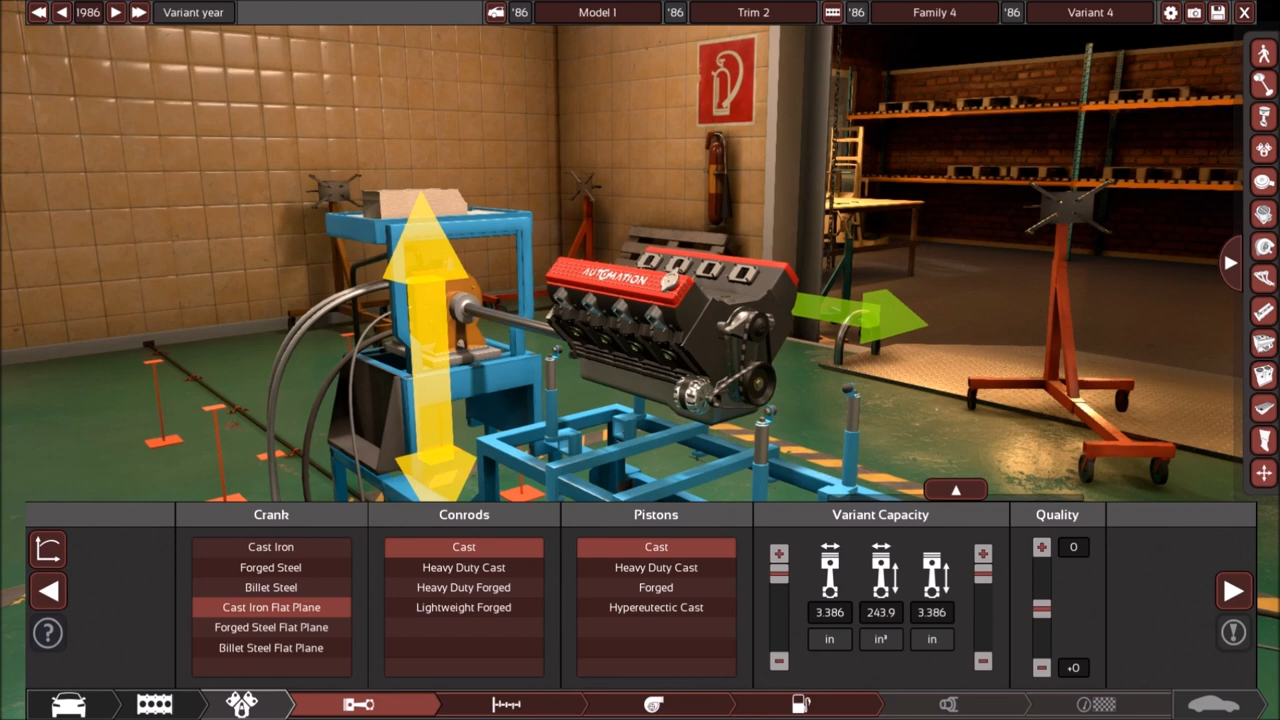 1986 Variant year '86 Model I '86 Trim 2 '86 Family 4 '86 Variant 4
AUTOMATION
Crank Conrods Pistons Variant Capacity Quality
Cast Iron Cast Cast 0
Forged Steel Heavy Duty Cast Heavy Duty Cast
Billet Steel Heavy Duty Forged Forged
Cast Iron Flat Plane Lightweight Forged Hypereutectic Cast 3.386 243.9 3.386
Forged Steel Flat Plane
in in³ in
Billet Steel Flat Plane
+0